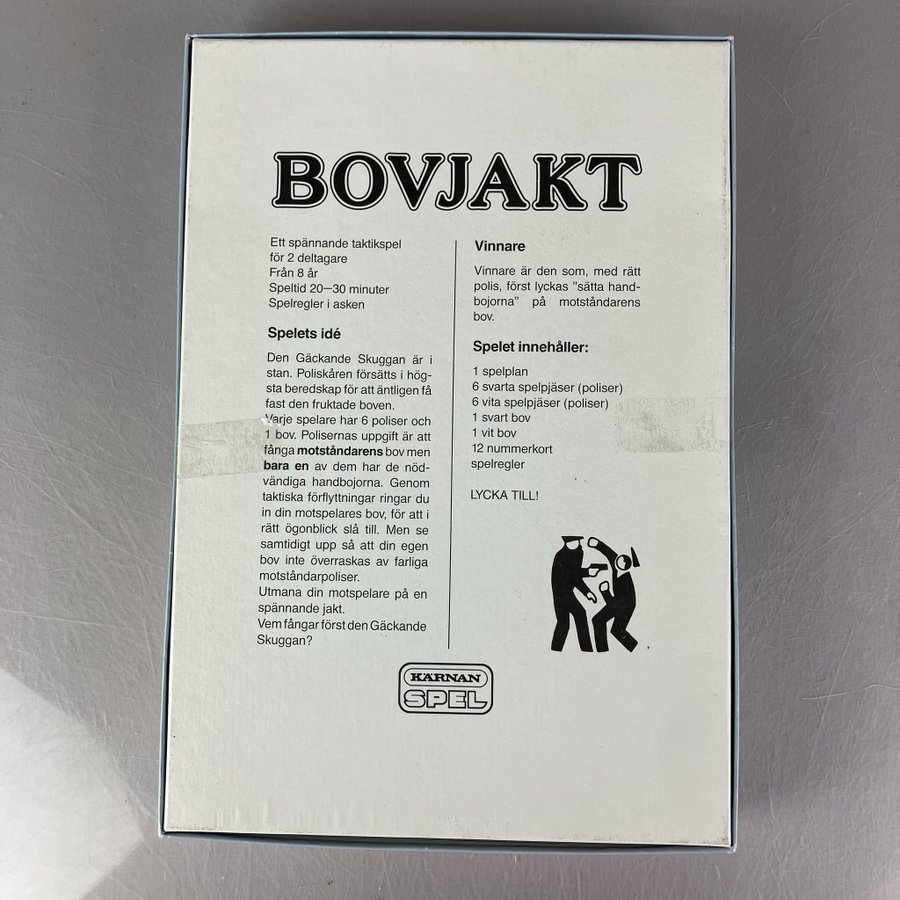 BOVJAKT
Ett spännande taktikspel
för 2 deltagare
Från 8 år
Speltid 20—30 minuter
Spelregler i asken
Spelets idé
Den Gäckande Skuggan är i
stan. Poliskåren försätts i hög-
sta beredskap för att äntligen få
fast den fruktade boven.
Varje spelare har 6 poliser och
1 bov. Polisernas uppgift är att
fånga motståndarens bov men
bara en av dem har de nöd-
vändiga handbojorna. Genom
taktiska förflyttningar ringar du
in din motspelares bov, för att i
rätt ögonblick slå till. Men se
samtidigt upp så att din egen
bov inte överraskas av farliga
motståndarpoliser.
Utmana din motspelare på en
spännande jakt.
Vem fångar först den Gäckande
Skuggan?
Vinnare
Vinnare är den som, med rätt
polis, först lyckas ”sätta hand-
bojorna” på motståndarens
bov.
Spelet innehåller:
1 spelplan
6 svarta spelpjäser (poliser)
6 vita spelpjäser (poliser)
1 svart bov
1 vit bov
12 nummerkort
spelregler
LYCKA TILL!
KÄRNAN
SPEL